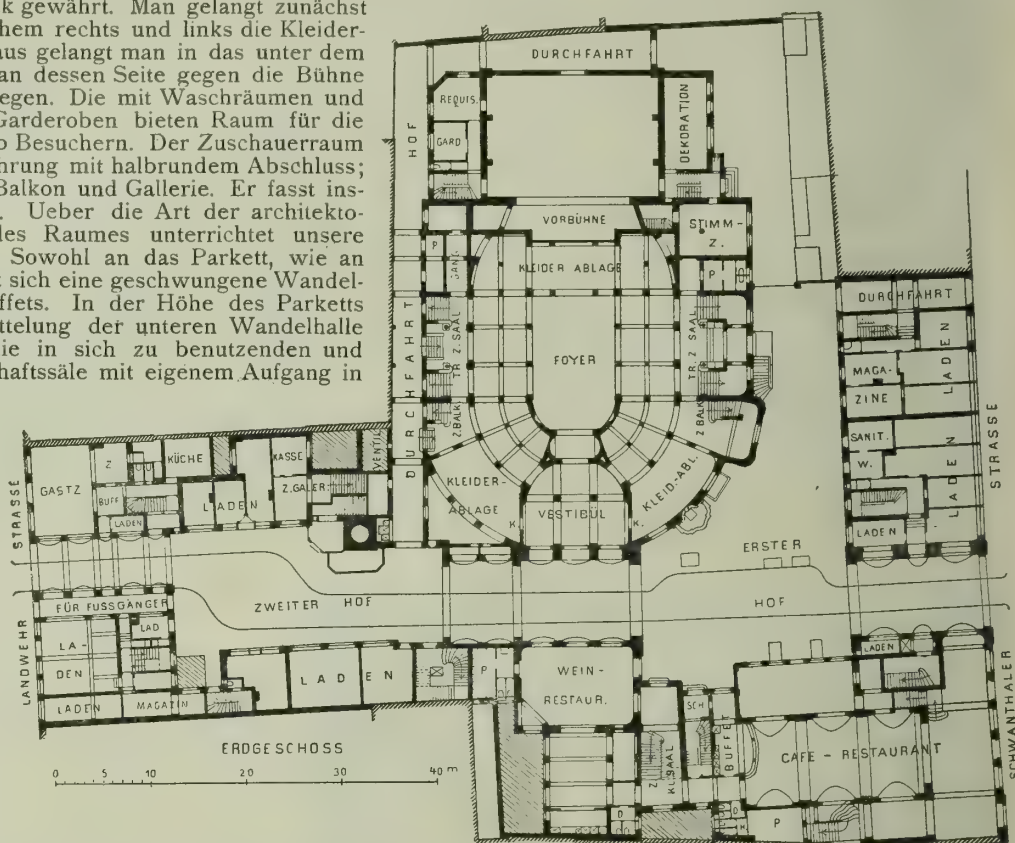 k gewährt. Man gelangt zunächst
hem rechts und links die Kleider-
aus gelangt man in das unter dem
an dessen Seite gegen die Bühne
egen. Die mit Waschräumen und
Garderoben bieten Raum für die
o Besuchern. Der Zuschauerraum
hrung mit halbrundem Abschluss;
Balkon und Gallerie. Er fasst ins-
. Ueber die Art der architekto-
des Raumes unterrichtet unsere
Sowohl an das Parkett, wie an
t sich eine geschwungene Wandel-
ffets. In der Höhe des Parketts
ttelung der unteren Wandelhalle
ie in sich zu benutzenden und
haftssäle mit eigenem Aufgang in
DURCHFAHRT
REQUIS.
HOF
GARD
DEKORATION
VORBÜHNE
STIMM-
Z.
P
KLEIDER ABLAGE
P
DURCHFAHRT
TR. Z. SAAL
TR. Z SAAL
FOYER
Z. BALK
Z. BALK
KLEIDER-
ABLAGE
KLEID-ABL.
K.
VESTIBÜL
K.
DURCHFAHRT
MAGA-
ZINE
LADEN
SANIT.
W.
LADEN
LADEN
STRASSE
STRASSE
GASTZ
Z
KÜCHE
BUFF
LADEN
LADEN
KASSE
Z.GALER
VENTIL
ERSTER
HOF
ZWEITER HOF
FÜR FUSSGÄNGER
LAD
LA-
DEN
LADEN
MAGAZIN
LANDWEHR
LADEN
P
WEIN-
RESTAUR.
LADEN
SCH
BUFFET
Z.
KL. SAAL
CAFE - RESTAURANT
D
D
H
P
SCHWANTHALER
ERDGESCHOSS
0 5 10 20 30 40 m